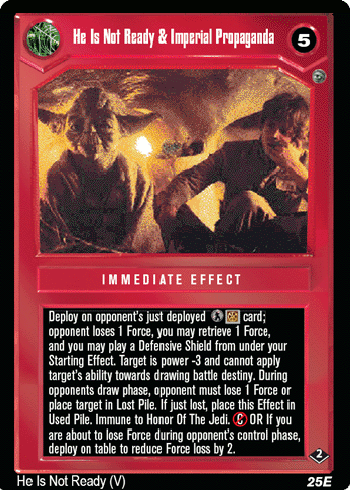 He Is Not Ready & Imperial Propaganda
5
IMMEDIATE EFFECT
Deploy on opponent's just deployed card;
opponent loses 1 Force, you may retrieve 1 Force,
and you may play a Defensive Shield from under your
Starting Effect. Target is power -3 and cannot apply
target's ability towards drawing battle destiny. During
opponents draw phase, opponent must lose 1 Force or
place target in Lost Pile. If just lost, place this Effect in
Used Pile. Immune to Honor Of The Jedi. C OR If you
are about to lose Force during opponent's control phase,
deploy on table to reduce Force loss by 2.
2
He Is Not Ready (V)
25E